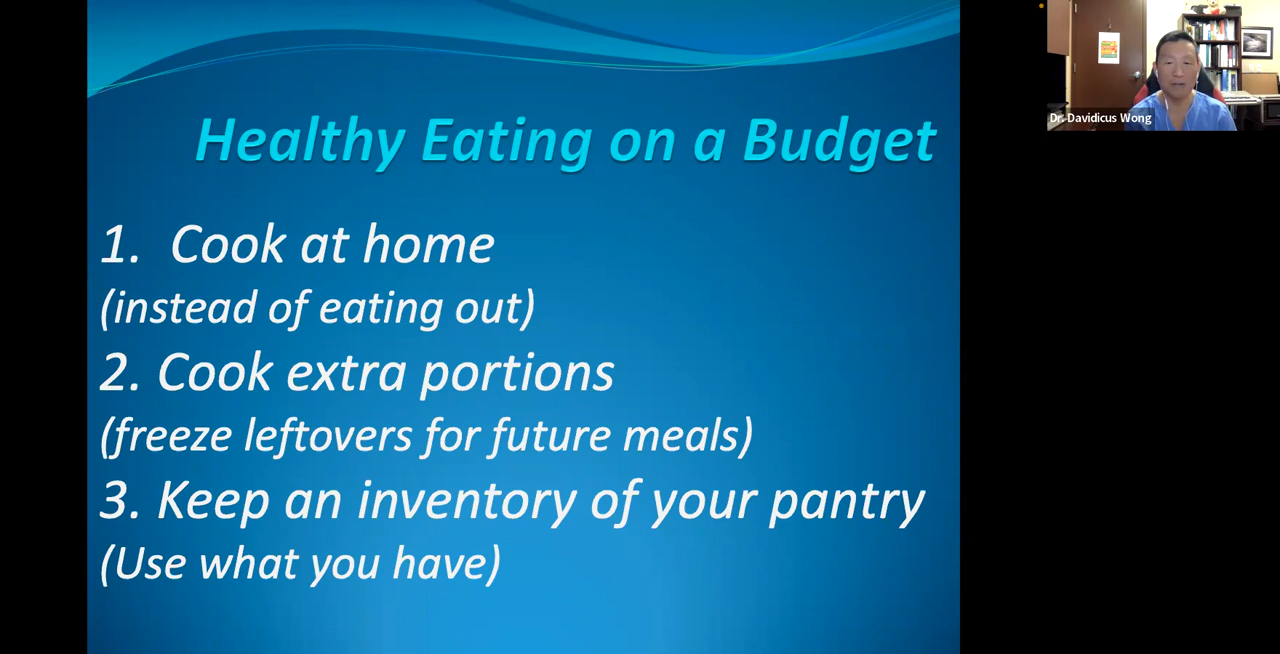 Healthy Eating on a Budget
1. Cook at home
(instead of eating out)
2. Cook extra portions
(freeze leftovers for future meals)
3. Keep an inventory of your pantry
(Use what you have)
Dr. Davidicus Wong